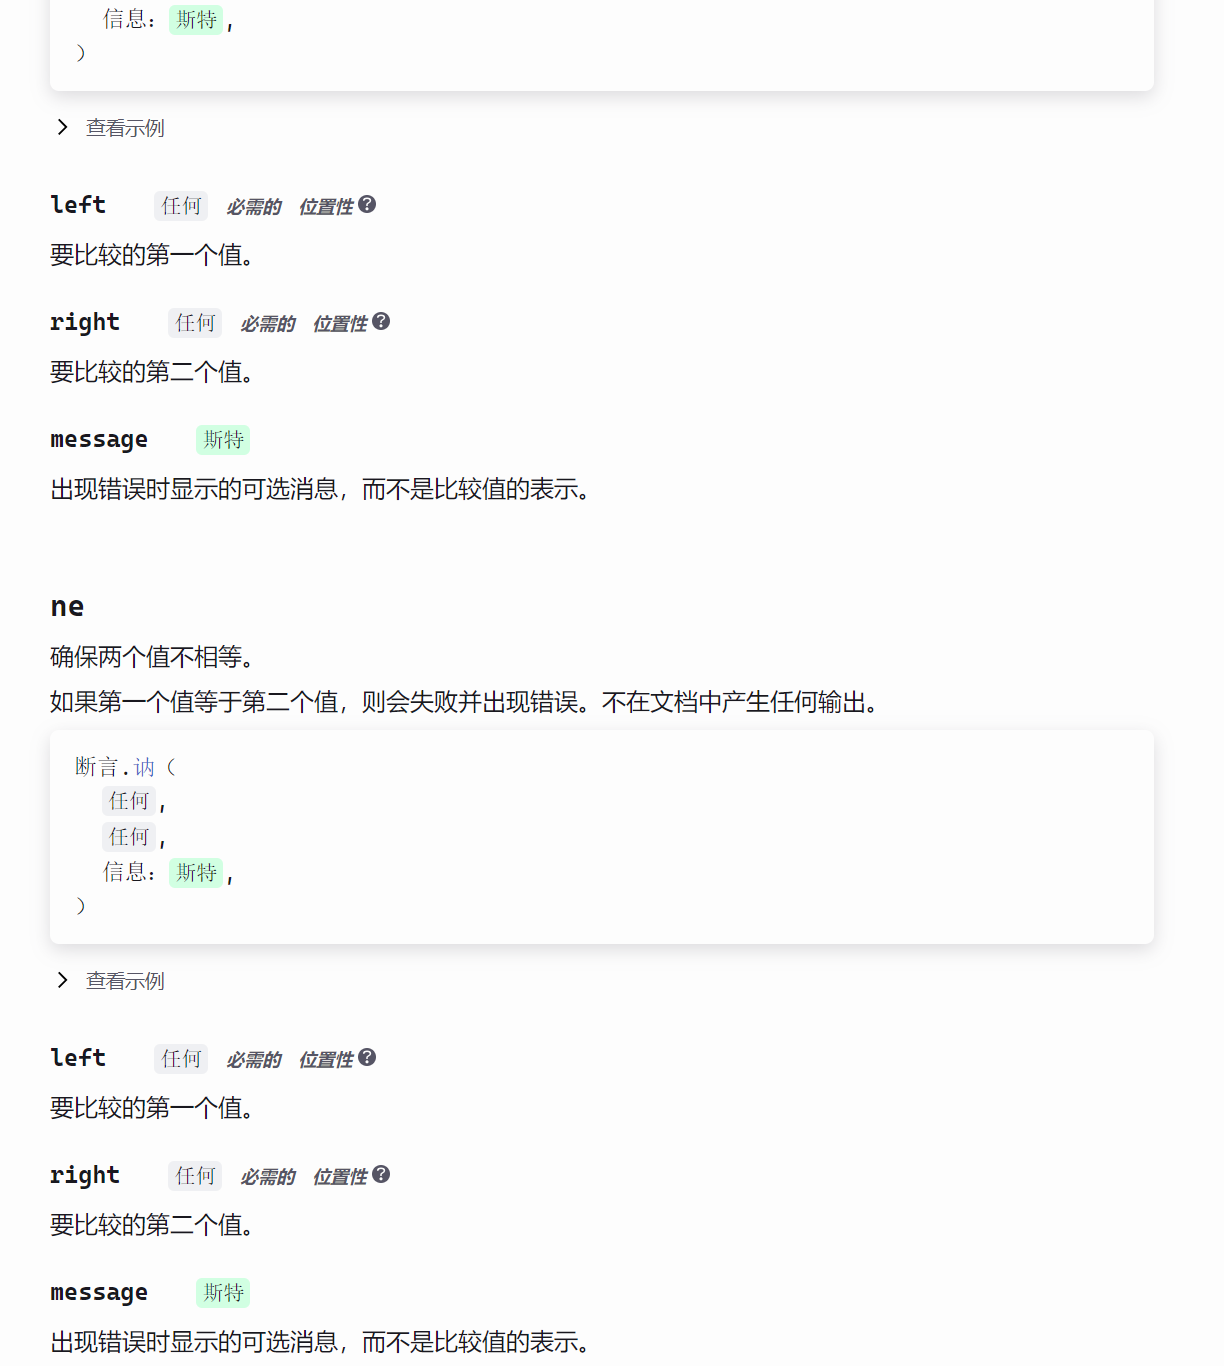 信息：斯特,
）
查看示例
left 任何 必需的 位置性
要比较的第一个值。
right 任何 必需的 位置性
要比较的第二个值。
message 斯特
出现错误时显示的可选消息，而不是比较值的表示。
ne
确保两个值不相等。
如果第一个值等于第二个值，则会失败并出现错误。不在文档中产生任何输出。
断言.讷（
任何,
任何,
信息：斯特,
）
查看示例
left 任何 必需的 位置性
要比较的第一个值。
right 任何 必需的 位置性
要比较的第二个值。
message 斯特
出现错误时显示的可选消息，而不是比较值的表示。